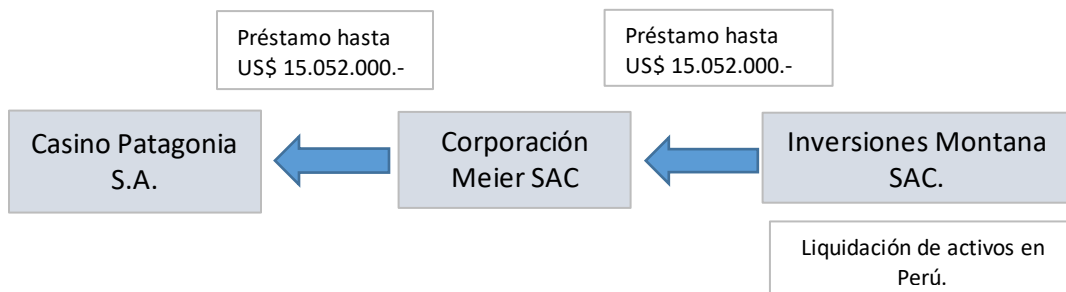 Préstamo hasta
US$ 15.052.000.-
Préstamo hasta
US$ 15.052.000.-
Casino Patagonia
S.A.
Corporación
Meier SAC
Inversiones Montana
SAC.
Liquidación de activos en
Perú.